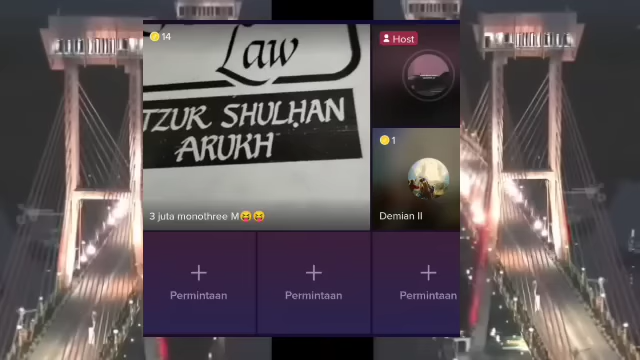 14
Law
TZUR SHULHAN
ARUKH
3 juta monothree M😝😝
Host
1
Demian II
Permintaan
Permintaan
Permintaan